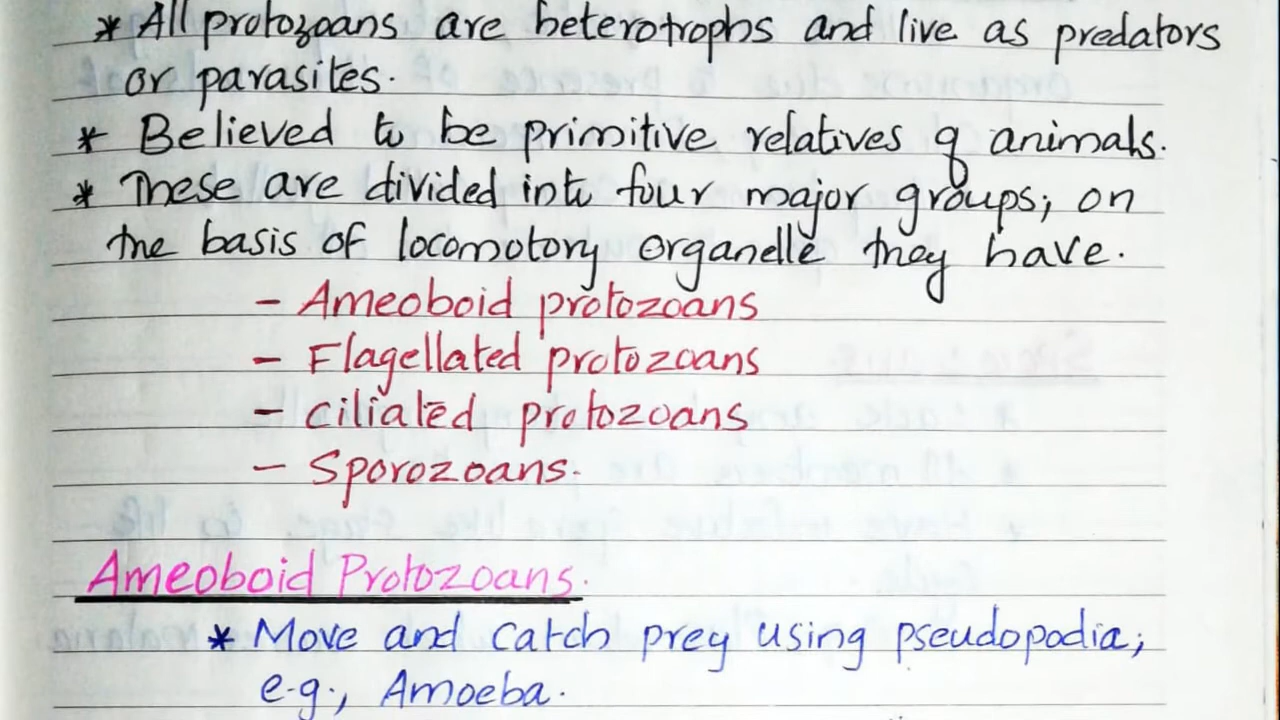 * All protozoans are heterotrophs and live as predators
or parasites.
* Believed to be primitive relatives of animals.
* These are divided into four major groups; on
the basis of locomotory organelle they have.
- Ameoboid protozoans
- Flagellated protozoans
- ciliated protozoans
- Sporozoans.
Ameoboid Protozoans.
* Move and catch prey using pseudopodia;
e.g., Amoeba.